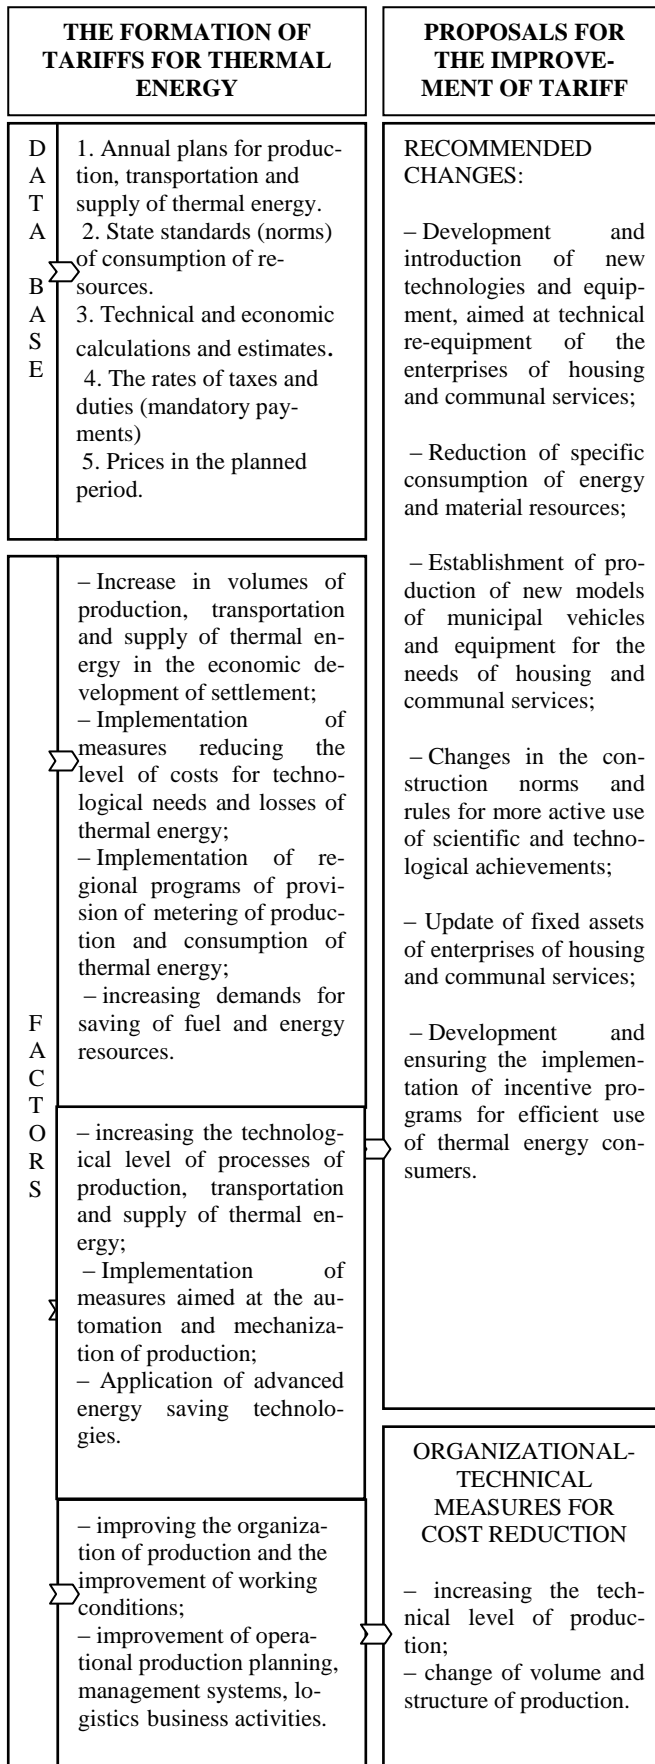 THE FORMATION OF
TARIFFS FOR THERMAL
ENERGY
PROPOSALS FOR
THE IMPROVE-
MENT OF TARIFF
D
A
T
A
B
A
S
E
1. Annual plans for produc-
tion, transportation and
supply of thermal energy.
2. State standards (norms)
of consumption of re-
sources.
3. Technical and economic
calculations and estimates.
4. The rates of taxes and
duties (mandatory pay-
ments)
5. Prices in the planned
period.
F
A
C
T
O
R
S
– Increase in volumes of
production, transportation
and supply of thermal en-
ergy in the economic de-
velopment of settlement;
– Implementation of
measures reducing the
level of costs for techno-
logical needs and losses of
thermal energy;
– Implementation of re-
gional programs of provi-
sion of metering of produc-
tion and consumption of
thermal energy;
– increasing demands for
saving of fuel and energy
resources.
– increasing the technolog-
ical level of processes of
production, transportation
and supply of thermal en-
ergy;
– Implementation of
measures aimed at the au-
tomation and mechaniza-
tion of production;
– Application of advanced
energy saving technolo-
gies.
– improving the organiza-
tion of production and the
improvement of working
conditions;
– improvement of opera-
tional production planning,
management systems, lo-
gistics business activities.
RECOMMENDED
CHANGES:
– Development and
introduction of new
technologies and equip-
ment, aimed at technical
re-equipment of the
enterprises of housing
and communal services;
– Reduction of specific
consumption of energy
and material resources;
– Establishment of pro-
duction of new models
of municipal vehicles
and equipment for the
needs of housing and
communal services;
– Changes in the con-
struction norms and
rules for more active use
of scientific and techno-
logical achievements;
– Update of fixed assets
of enterprises of housing
and communal services;
– Development and
ensuring the implemen-
tation of incentive pro-
grams for efficient use
of thermal energy con-
sumers.
ORGANIZATIONAL-
TECHNICAL
MEASURES FOR
COST REDUCTION
– increasing the tech-
nical level of produc-
tion;
– change of volume and
structure of production.